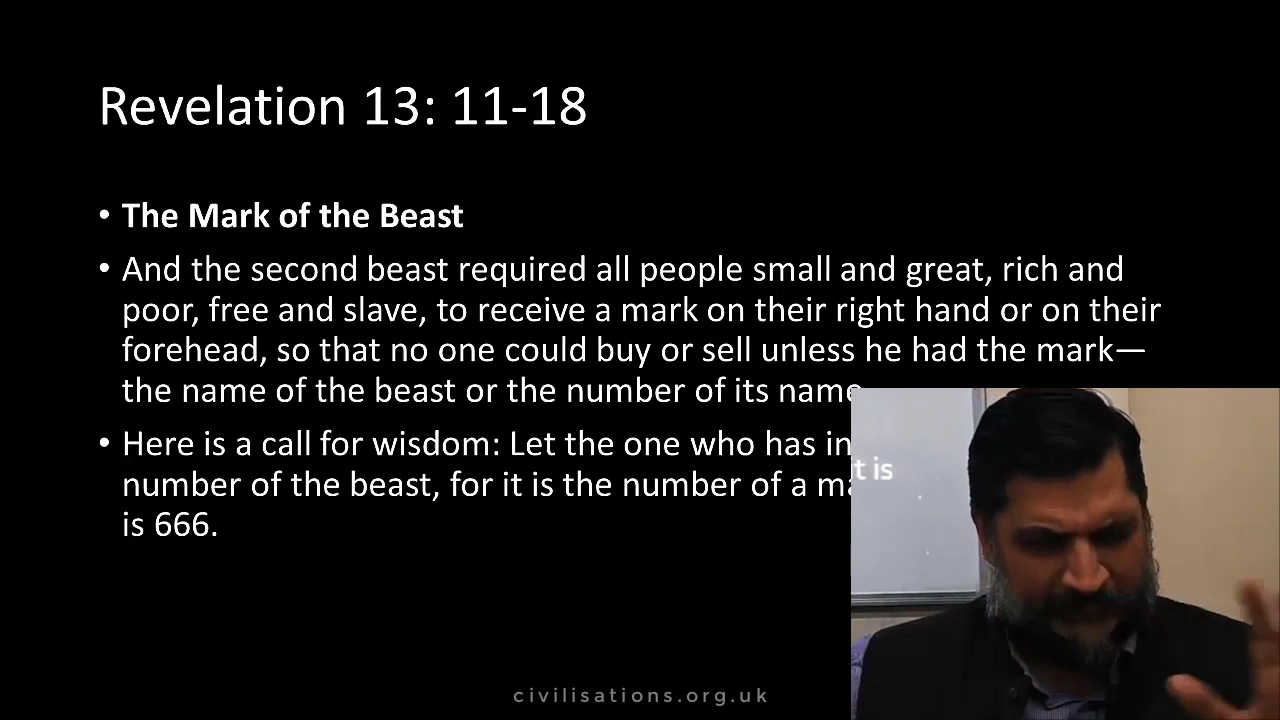 Revelation 13: 11-18
• The Mark of the Beast
• And the second beast required all people small and great, rich and
poor, free and slave, to receive a mark on their right hand or on their
forehead, so that no one could buy or sell unless he had the mark—
the name of the beast or the number of its name
• Here is a call for wisdom: Let the one who has in
number of the beast, for it is the number of a ma
t is
is 666.
civilisations.org.uk